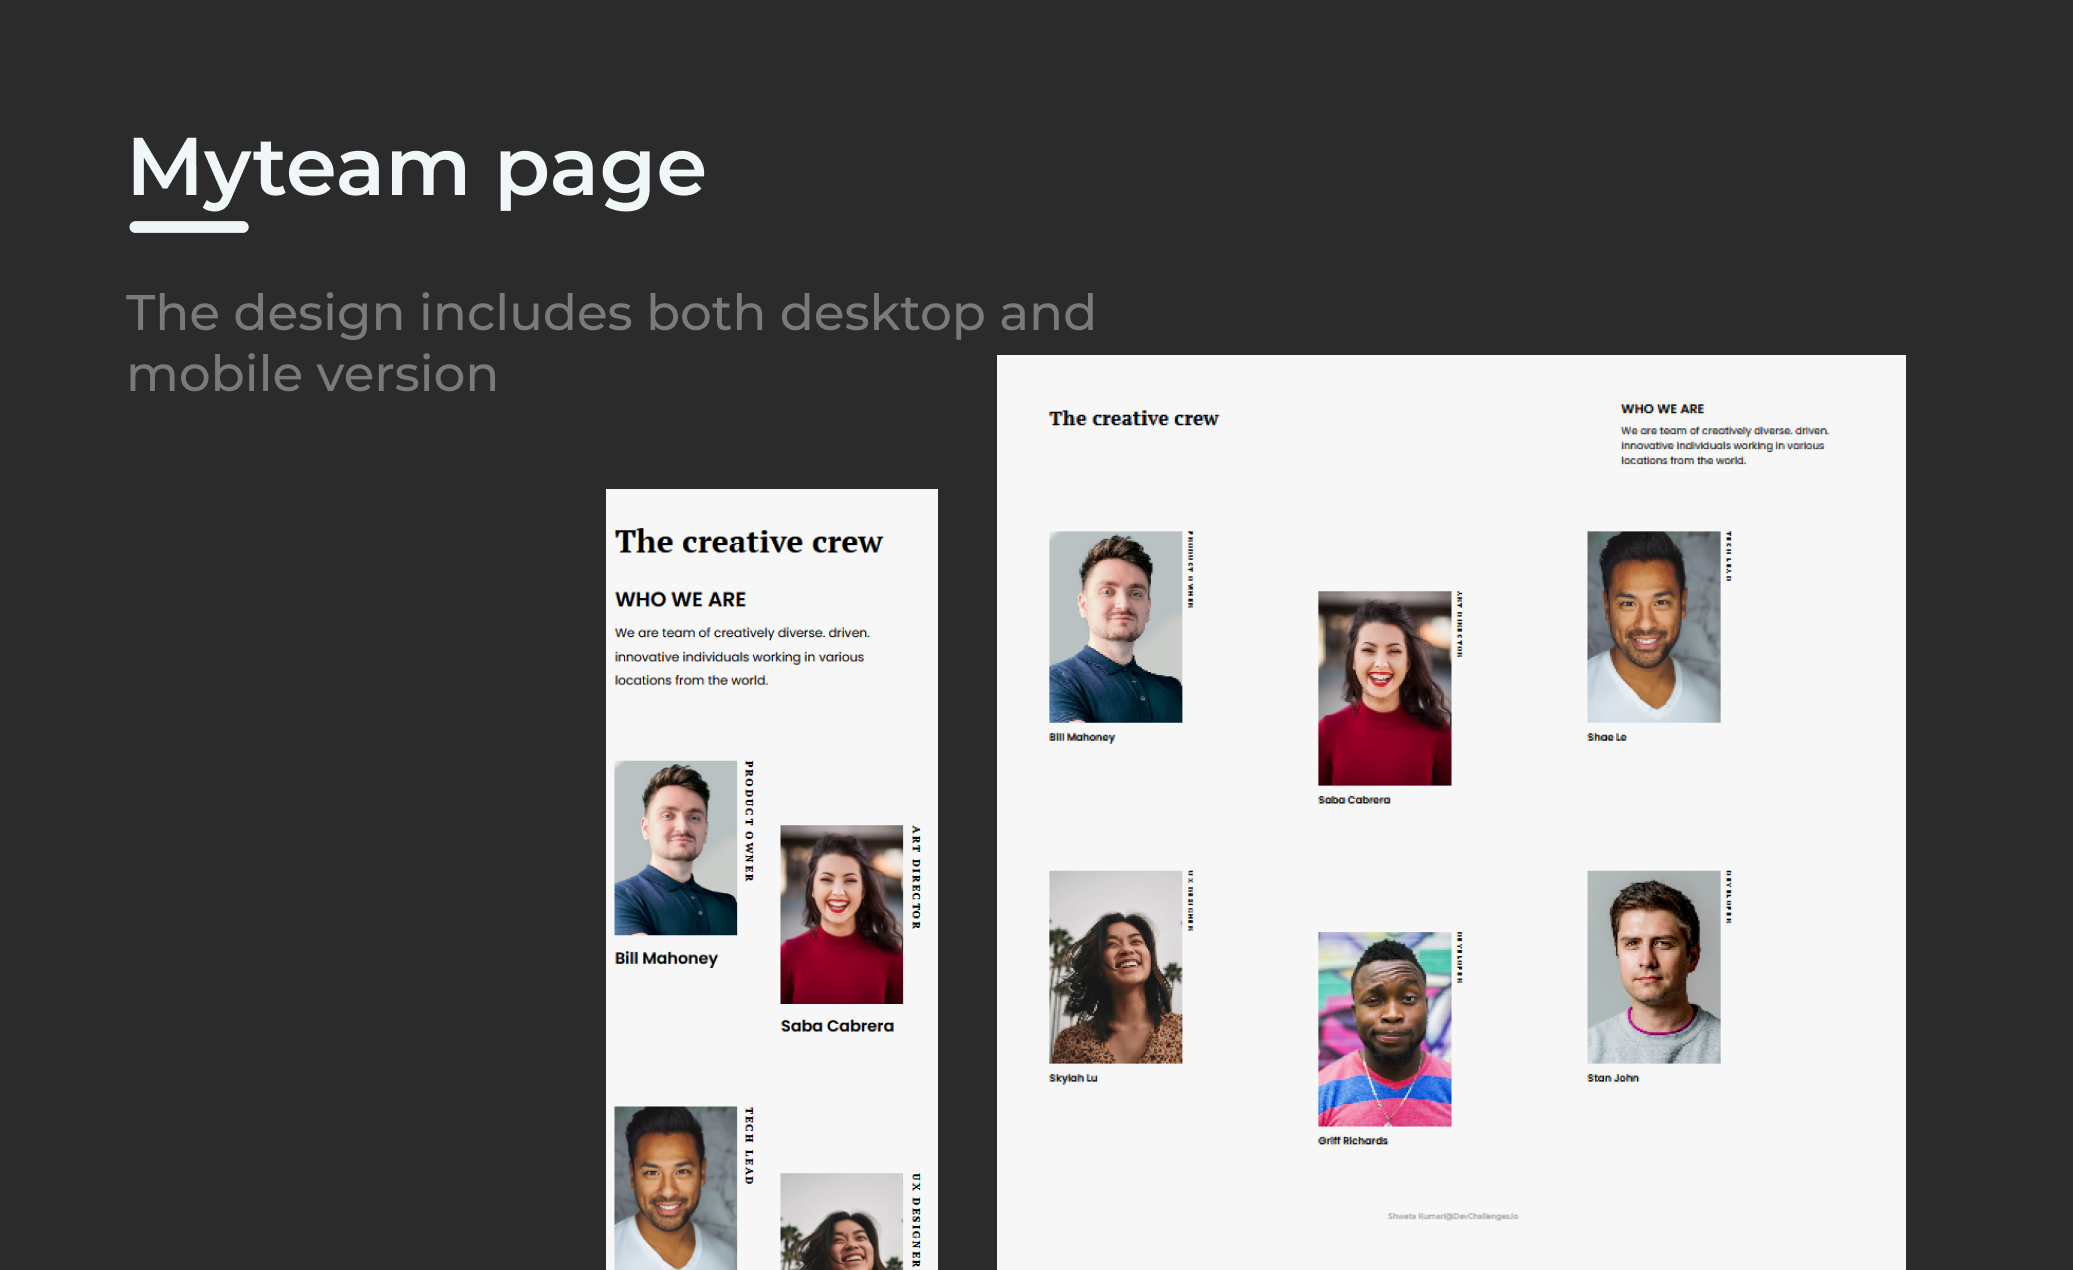 Myteam page
The design includes both desktop and
mobile version
The creative crew
WHO WE ARE
We are team of creatively diverse. driven.
innovative individuals working in various
locations from the world.
PRODUCT OWNER
Bill Mahoney
ART DIRECTOR
Saba Cabrera
TECH LEAD
UX DESIGNER
The creative crew
WHO WE ARE
We are team of creatively diverse. driven.
innovative individuals working in various
locations from the world.
PRODUCT OWNER
Bill Mahoney
ART DIRECTOR
Saba Cabrera
TECH LEAD
Shae Le
UX DESIGNER
Skylah Lu
DEVELOPER
Griff Richards
DEVELOPER
Stan John
Shweta Kumari@DevChallenges.io